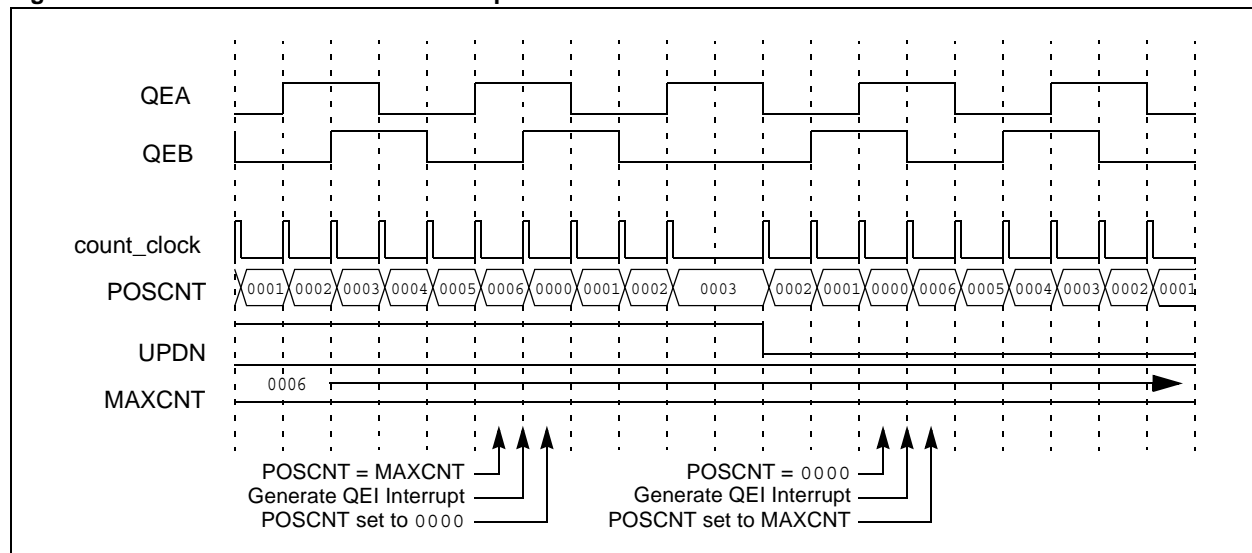 QEA
QEB
count_clock
POSCNT 0001 0002 0003 0004 0005 0006 0000 0001 0002 0003 0002 0001 0000 0006 0005 0004 0003 0002 0001
UPDN
0006
MAXCNT
POSCNT = MAXCNT
Generate QEI Interrupt
POSCNT set to 0000
POSCNT = 0000
Generate QEI Interrupt
POSCNT set to MAXCNT